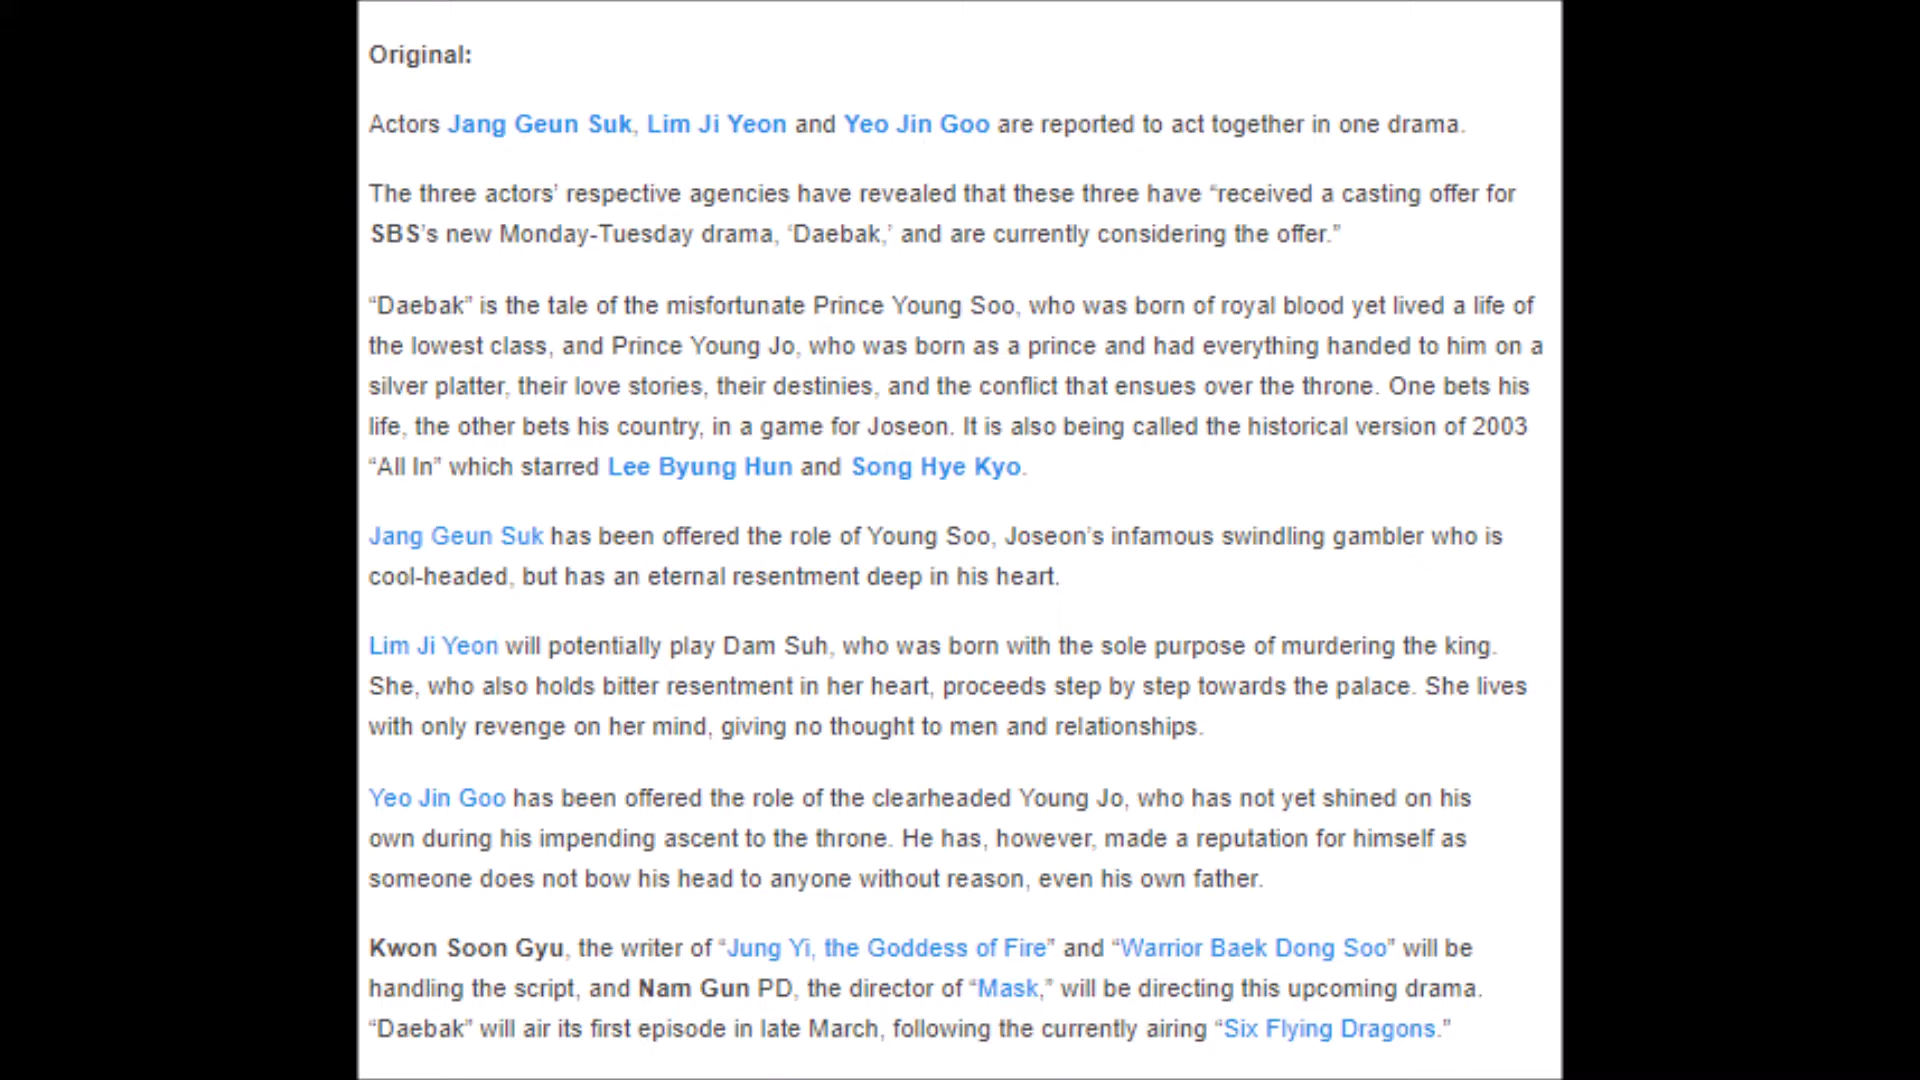 Original:
Actors Jang Geun Suk, Lim Ji Yeon and Yeo Jin Goo are reported to act together in one drama.
The three actors’ respective agencies have revealed that these three have “received a casting offer for
SBS’s new Monday-Tuesday drama, ‘Daebak,’ and are currently considering the offer.”
“Daebak” is the tale of the misfortunate Prince Young Soo, who was born of royal blood yet lived a life of
the lowest class, and Prince Young Jo, who was born as a prince and had everything handed to him on a
silver platter, their love stories, their destinies, and the conflict that ensues over the throne. One bets his
life, the other bets his country, in a game for Joseon. It is also being called the historical version of 2003
“All In” which starred Lee Byung Hun and Song Hye Kyo.
Jang Geun Suk has been offered the role of Young Soo, Joseon’s infamous swindling gambler who is
cool-headed, but has an eternal resentment deep in his heart.
Lim Ji Yeon will potentially play Dam Suh, who was born with the sole purpose of murdering the king.
She, who also holds bitter resentment in her heart, proceeds step by step towards the palace. She lives
with only revenge on her mind, giving no thought to men and relationships.
Yeo Jin Goo has been offered the role of the clearheaded Young Jo, who has not yet shined on his
own during his impending ascent to the throne. He has, however, made a reputation for himself as
someone does not bow his head to anyone without reason, even his own father.
Kwon Soon Gyu, the writer of “Jung Yi, the Goddess of Fire” and “Warrior Baek Dong Soo” will be
handling the script, and Nam Gun PD, the director of “Mask,” will be directing this upcoming drama.
“Daebak” will air its first episode in late March, following the currently airing “Six Flying Dragons.”